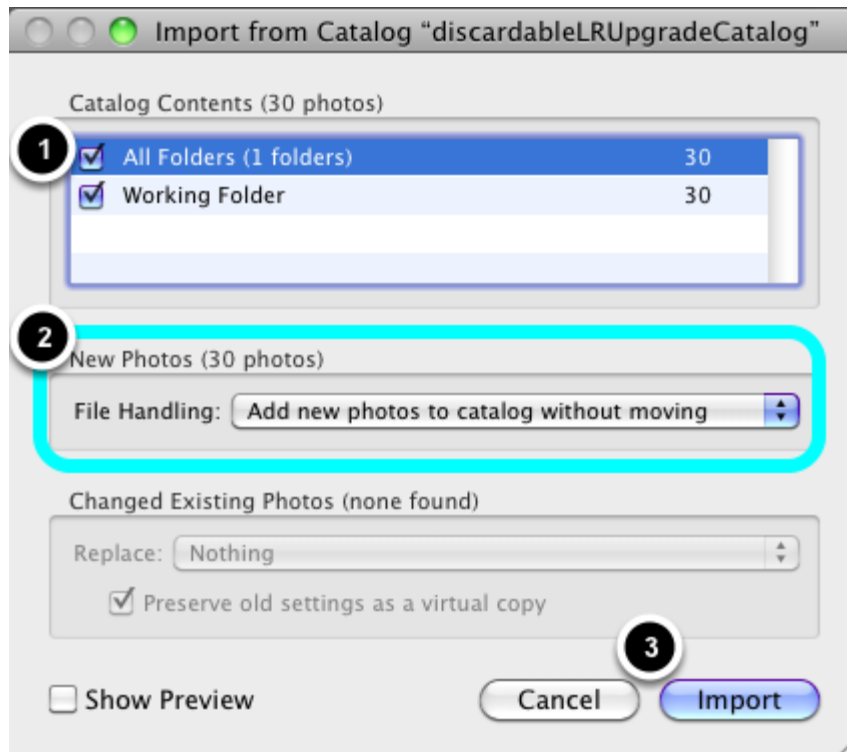 Import from Catalog “discardableLRUpgradeCatalog”
Catalog Contents (30 photos)
1
All Folders (1 folders) 30
Working Folder 30
2
New Photos (30 photos)
File Handling: Add new photos to catalog without moving
Changed Existing Photos (none found)
Replace: Nothing
Preserve old settings as a virtual copy
3
Show Preview Cancel Import